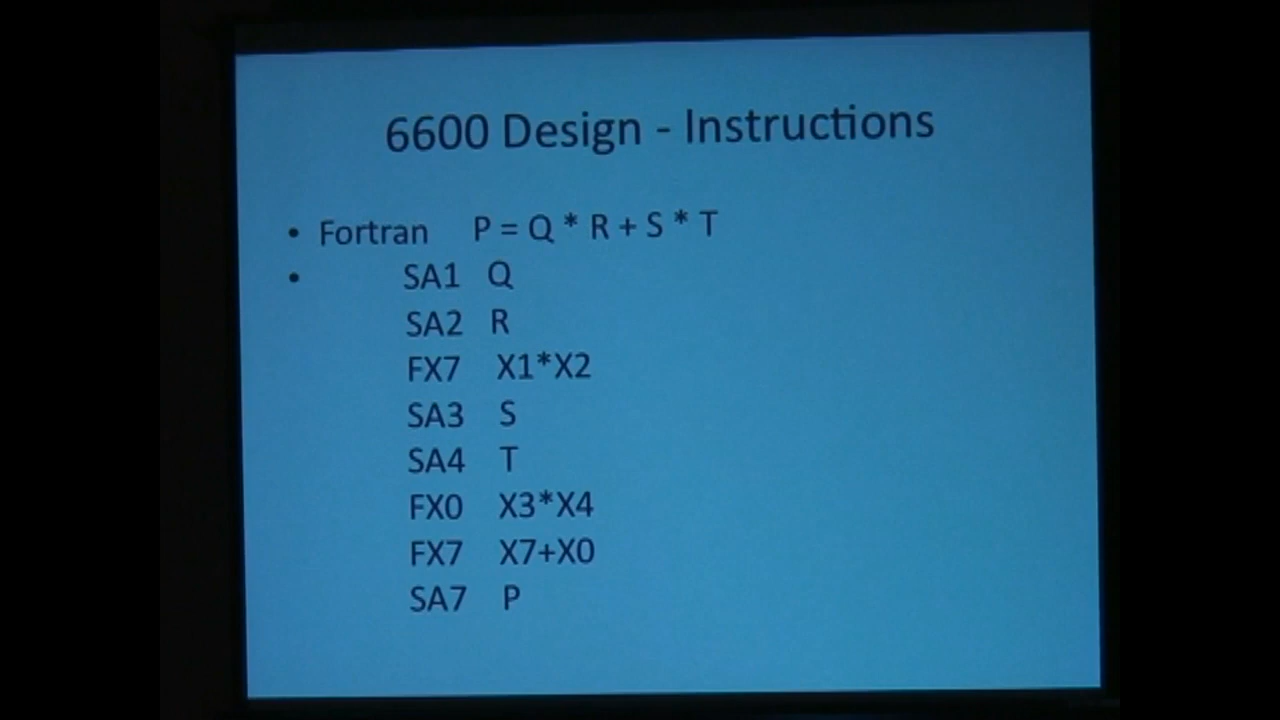 6600 Design - Instructions
• Fortran P = Q * R + S * T
• SA1 Q
SA2 R
FX7 X1*X2
SA3 S
SA4 T
FX0 X3*X4
FX7 X7+X0
SA7 P